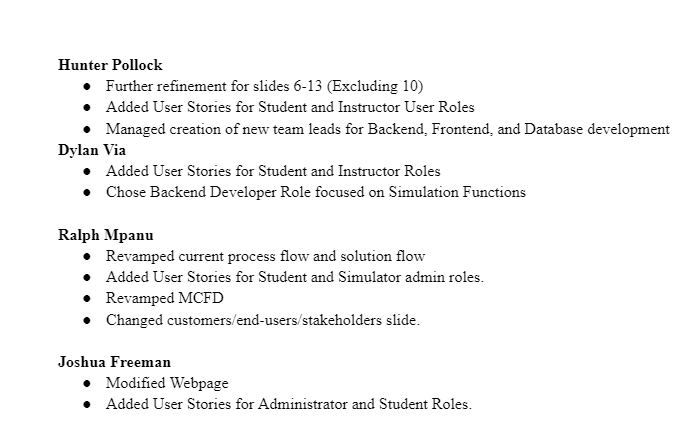 Hunter Pollock
● Further refinement for slides 6-13 (Excluding 10)
● Added User Stories for Student and Instructor User Roles
● Managed creation of new team leads for Backend, Frontend, and Database development
Dylan Via
● Added User Stories for Student and Instructor Roles
● Chose Backend Developer Role focused on Simulation Functions
Ralph Mpanu
● Revamped current process flow and solution flow
● Added User Stories for Student and Simulator admin roles.
● Revamped MCFD
● Changed customers/end-users/stakeholders slide.
Joshua Freeman
● Modified Webpage
● Added User Stories for Administrator and Student Roles.